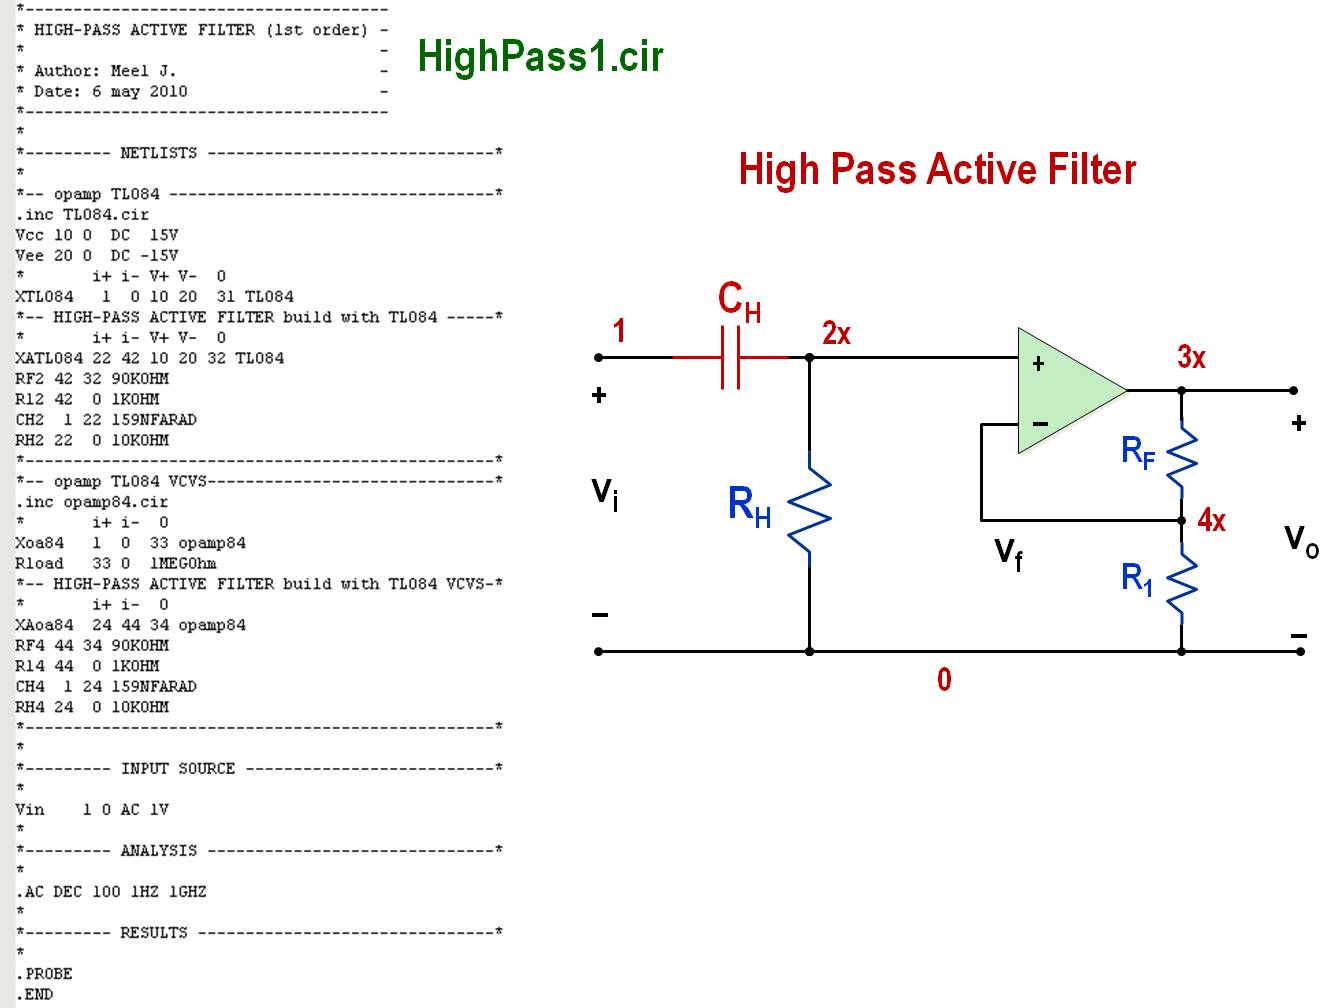 *--------------------------------------
* HIGH-PASS ACTIVE FILTER (1st order) -
*                                     -
* Author: Meel J.                     -
* Date: 6 may 2010                    -
*--------------------------------------
*
*--------- NETLISTS ------------------------------*
*
*-- opamp TL084 ----------------------------------*
.inc TL084.cir
Vcc 10 0  DC  15V
Vee 20 0  DC -15V
*       i+ i- V+ V-  0
XTL084   1  0 10 20  31 TL084
*-- HIGH-PASS ACTIVE FILTER build with TL084 -----*
*       i+ i- V+ V-  0
XATL084 22 42 10 20 32 TL084
RF2 42 32 90KOHM
R12 42  0 1KOHM
CH2  1 22 159NFARAD
RH2 22  0 10KOHM
*-------------------------------------------------*
*-- opamp TL084 VCVS------------------------------*
.inc opamp84.cir
*       i+ i-  0
Xoa84   1  0  33 opamp84
Rload   33 0  1MEGOhm
*-- HIGH-PASS ACTIVE FILTER build with TL084 VCVS-*
*       i+ i-  0
XAoa84  24 44 34 opamp84
RF4 44 34 90KOHM
R14 44  0 1KOHM
CH4  1 24 159NFARAD
RH4 24  0 10KOHM
*-------------------------------------------------*
*
*--------- INPUT SOURCE --------------------------*
*
Vin    1 0 AC 1V
*
*--------- ANALYSIS ------------------------------*
*
.AC DEC 100 1HZ 1GHZ
*
*--------- RESULTS -------------------------------*
*
.PROBE
.END
HighPass1.cir
High Pass Active Filter
CH
1
2x
+
3x
+
+
−
RF
vi
RH
4x
vf
vo
R1
−
−
0